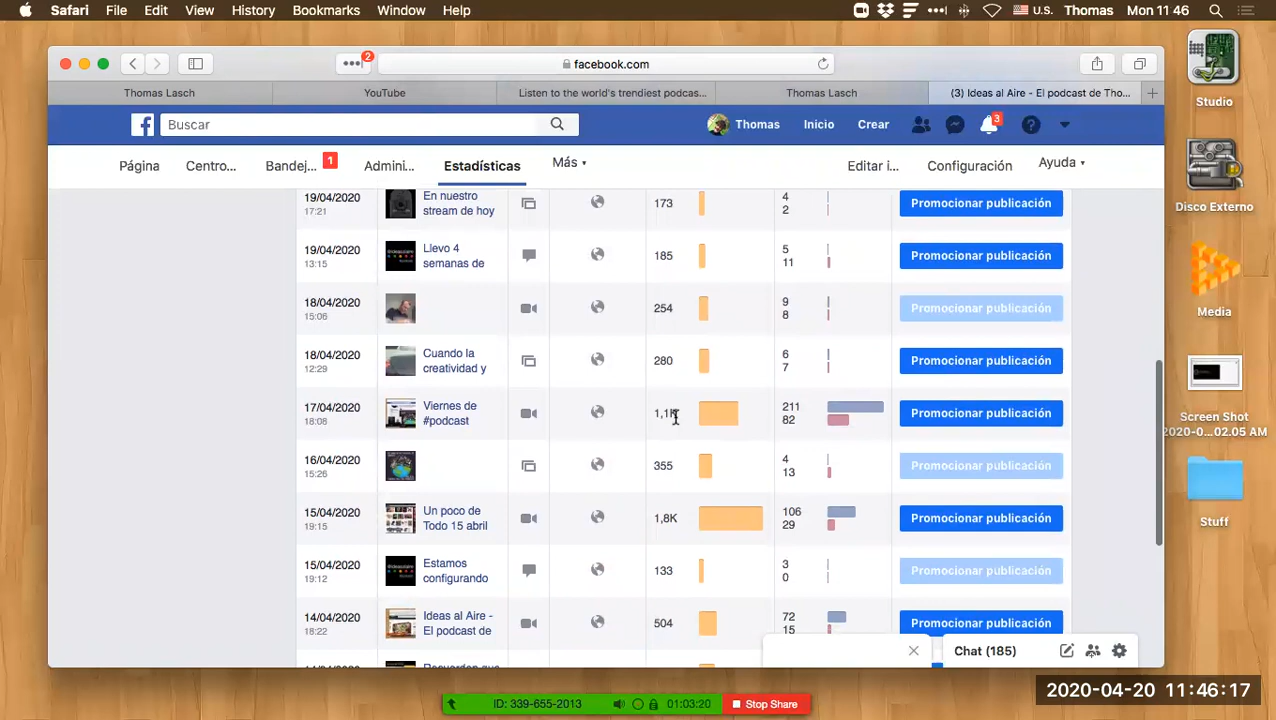 Safari File Edit View History Bookmarks Window Help U.S. Thomas Mon 11 46
2
facebook.com
Thomas Lasch YouTube Listen to the world's trendiest podcas... Thomas Lasch (3) Ideas al Aire - El podcast de Tho...
Buscar Thomas Inicio Crear 3
Página Centro... Bandej... 1 Admini... Estadísticas Más Editar i... Configuración Ayuda
19/04/2020
17:21
En nuestro
stream de hoy
173
4
2
Promocionar publicación
19/04/2020
13:15
Llevo 4
semanas de
185
5
11
Promocionar publicación
18/04/2020
15:06
254
9
8
Promocionar publicación
18/04/2020
12:29
Cuando la
creatividad y
280
6
7
Promocionar publicación
17/04/2020
18:08
Viernes de
#podcast
1,1K
211
82
Promocionar publicación
16/04/2020
15:26
355
4
13
Promocionar publicación
15/04/2020
19:15
Un poco de
Todo 15 abril
1,8K
106
29
Promocionar publicación
15/04/2020
19:12
Estamos
configurando
133
3
0
Promocionar publicación
14/04/2020
18:22
Ideas al Aire -
El podcast de
504
72
15
Promocionar publicación
Chat (185)
Studio
Disco Externo
Media
Screen Shot
2020-0...02.05 AM
Stuff
ID: 339-655-2013 01:03:20 Stop Share
2020-04-20 11:46:17